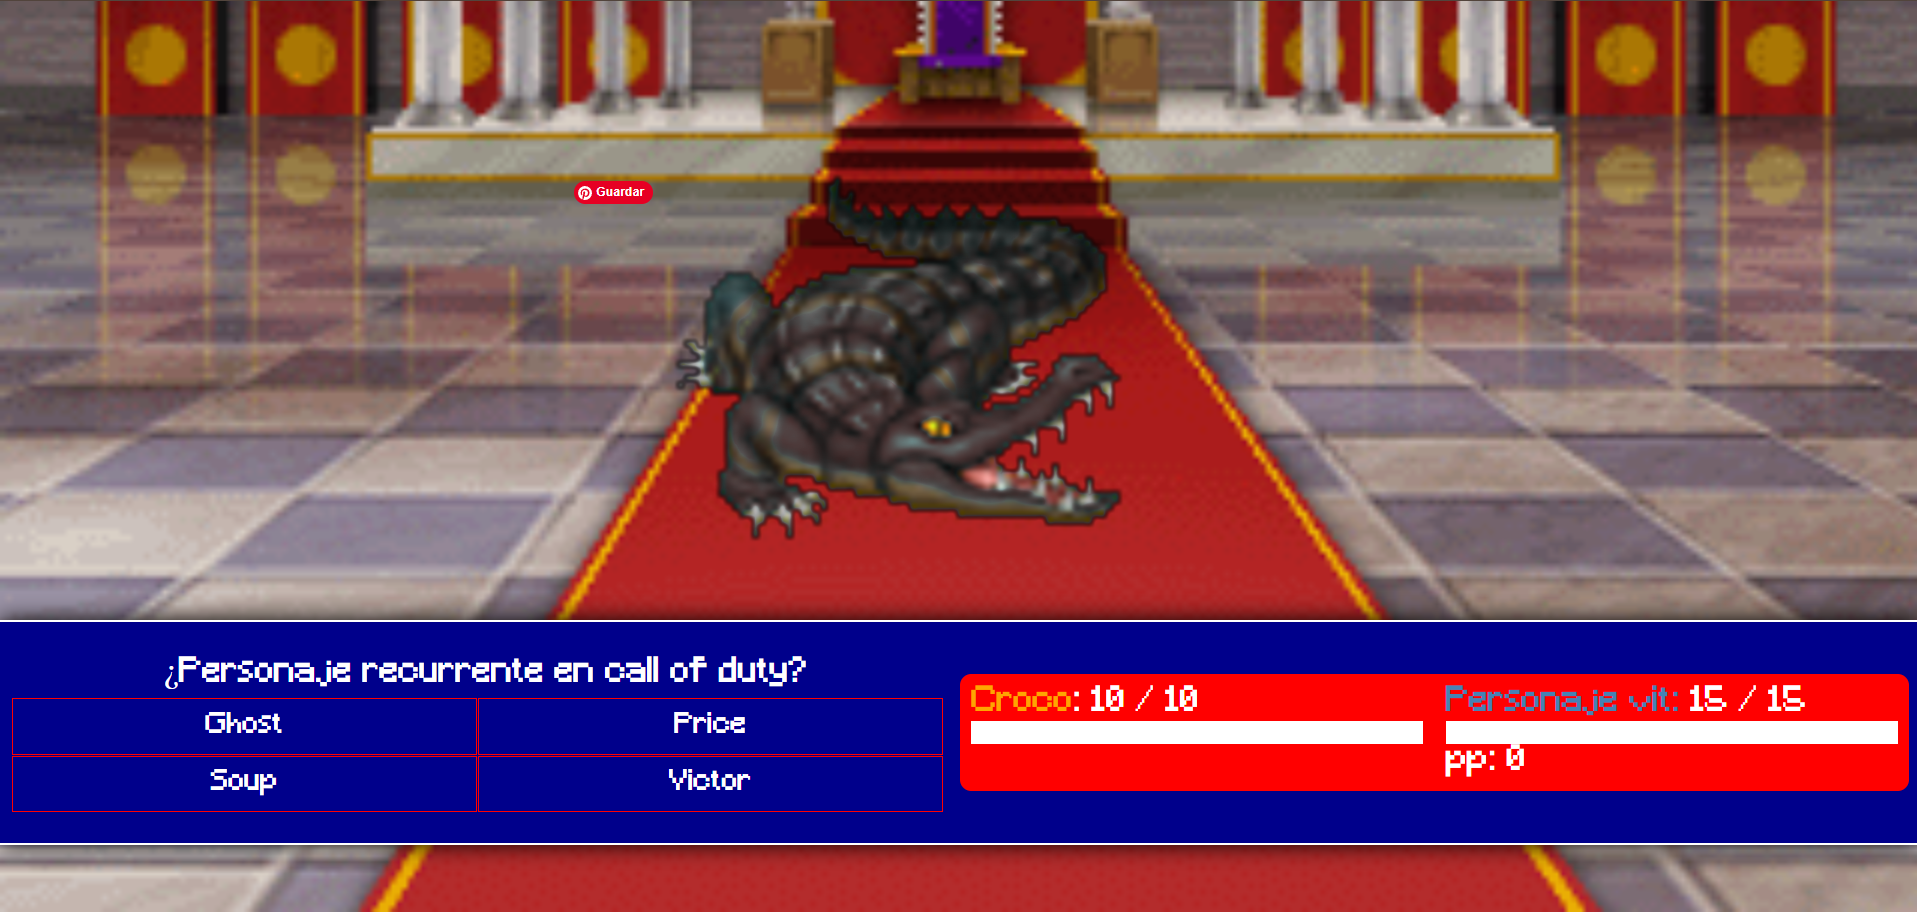 Guardar
¿Personaje recurrente en call of duty?
Ghost
Price
Soup
Victor
Croco: 10 / 10
Personaje vit: 15 / 15
pp: 0